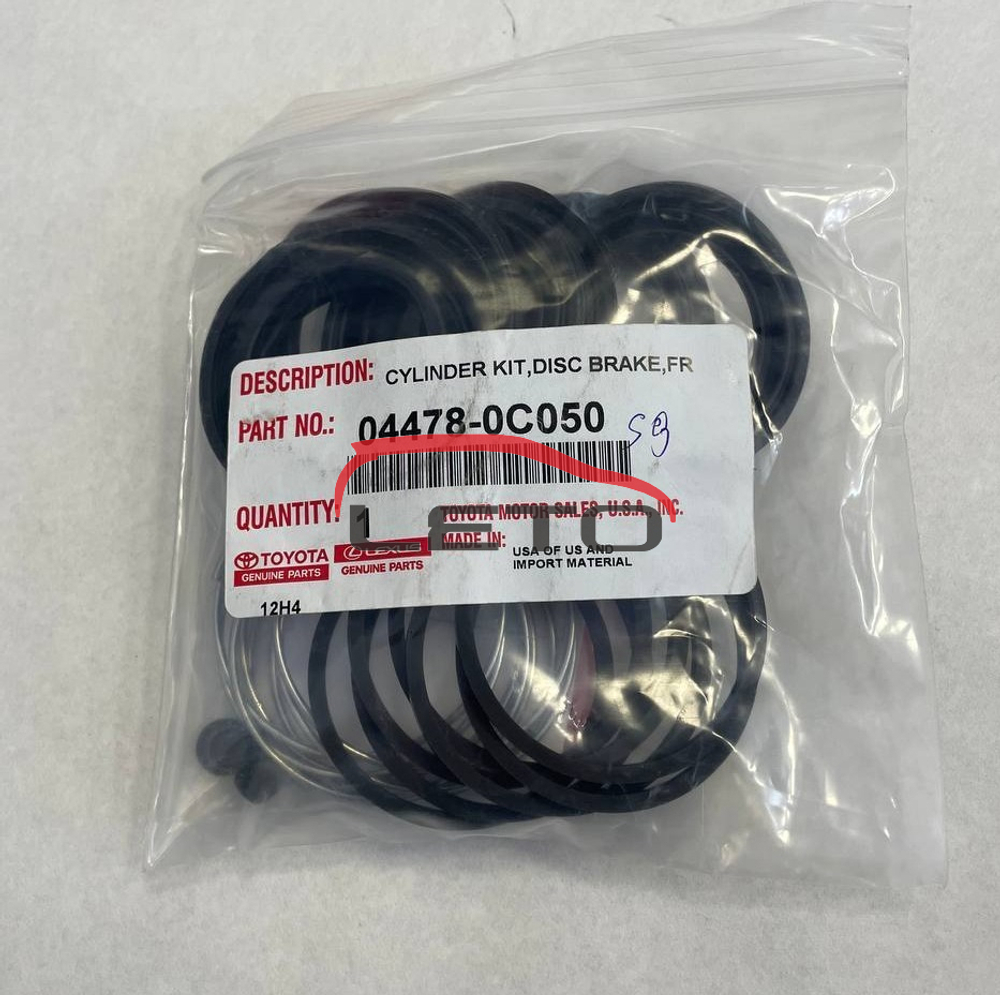 DESCRIPTION: CYLINDER KIT,DISC BRAKE,FR
PART NO.: 04478-0C050
QUANTITY: 1
TOYOTA MOTOR SALES, U.S.A., INC.
MADE IN: USA OF US AND
IMPORT MATERIAL
TOYOTA
GENUINE PARTS
LEXUS
GENUINE PARTS
12H4
LETO